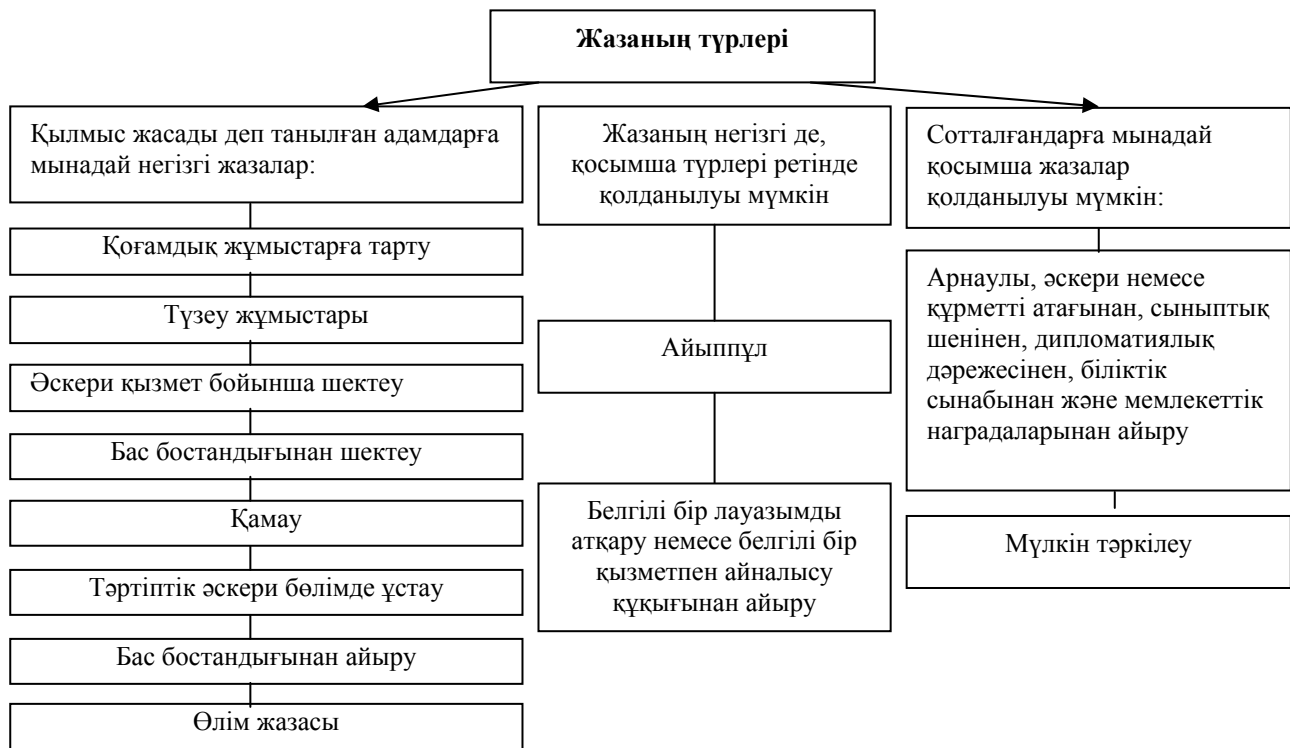 Жазаның түрлері
Қылмыс жасады деп танылған адамдарға
мынадай негізгі жазалар:
Қоғамдық жұмыстарға тарту
Түзеу жұмыстары
Әскери қызмет бойынша шектеу
Бас бостандығынан шектеу
Қамау
Тәртіптік әскери бөлімде ұстау
Бас бостандығынан айыру
Өлім жазасы
Жазаның негізгі де,
қосымша түрлері ретінде
қолданылуы мүмкін
Айыппұл
Белгілі бір лауазымды
атқару немесе белгілі бір
қызметпен айналысу
құқығынан айыру
Сотталғандарға мынадай
қосымша жазалар
қолданылуы мүмкін:
Арнаулы, әскери немесе
құрметті атағынан, сыныптық
шенінен, дипломатиялық
дәрежесінен, біліктік
сынабынан және мемлекеттік
наградаларынан айыру
Мүлкін тәркілеу